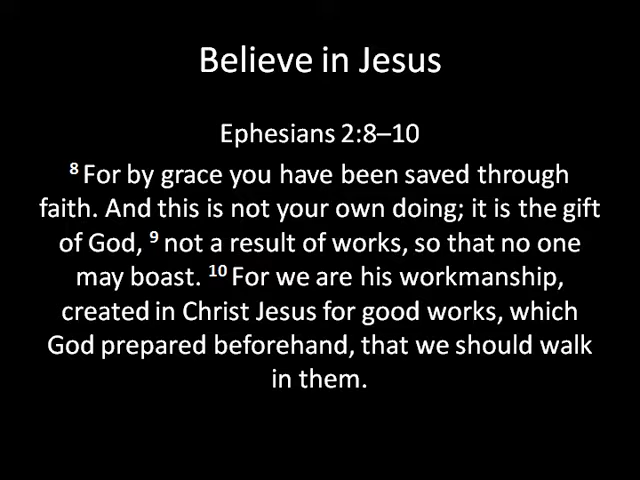 Believe in Jesus
Ephesians 2:8–10
8 For by grace you have been saved through
faith. And this is not your own doing; it is the gift
of God, 9 not a result of works, so that no one
may boast. 10 For we are his workmanship,
created in Christ Jesus for good works, which
God prepared beforehand, that we should walk
in them.